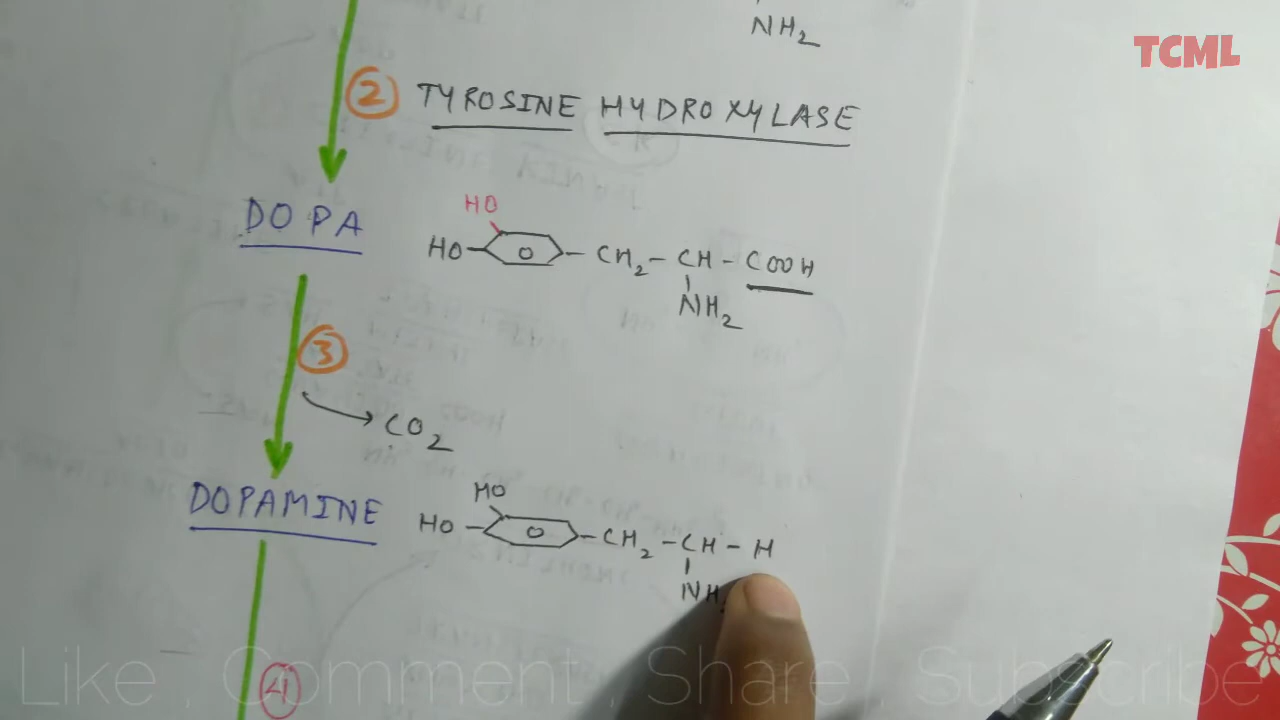 NH2
TCML
2 TYROSINE HYDROXYLASE
DOPA
HO
HO - CH2 - CH - COOH
NH2
3
CO2
DOPAMINE
HO
HO - CH2 - CH - H
NH
4
Like , Comment , Share , Subscribe